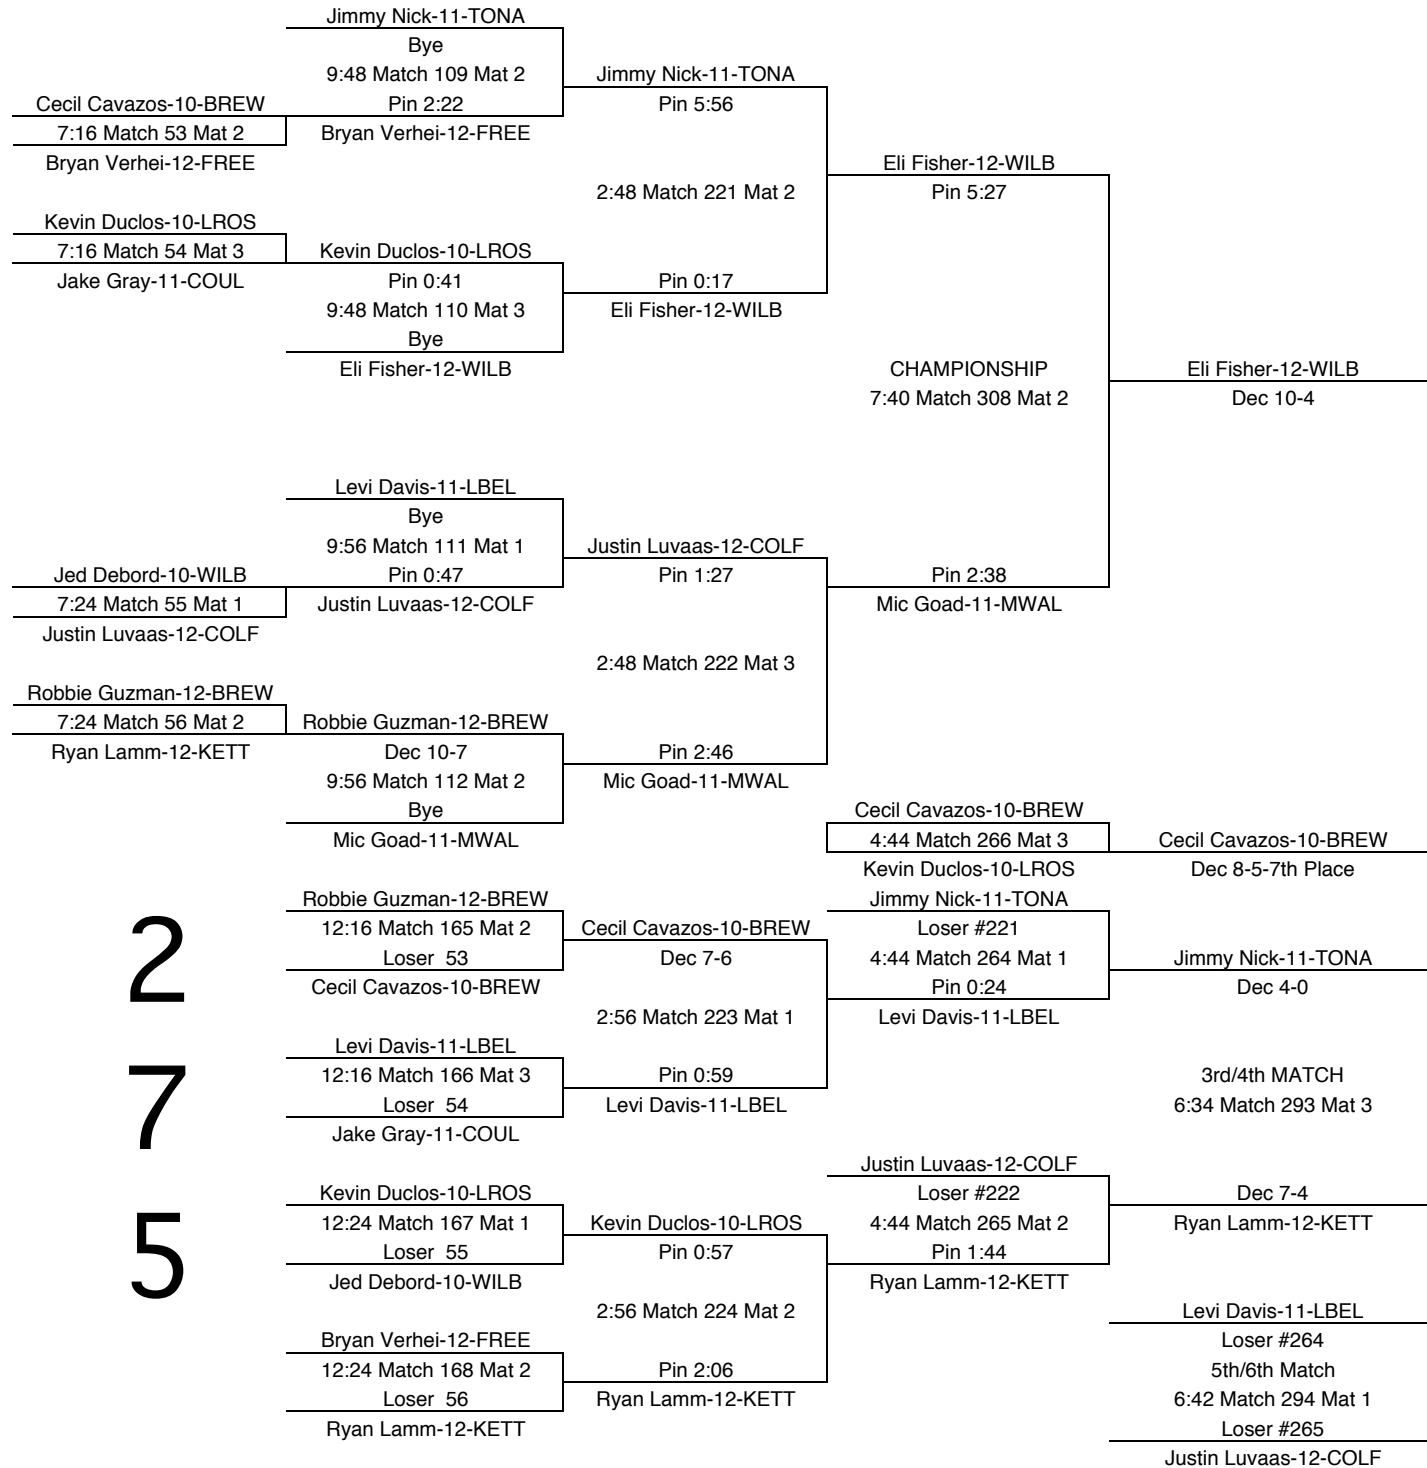 Jimmy Nick-11-TONA
Bye
9:48 Match 109 Mat 2
Jimmy Nick-11-TONA
Cecil Cavazos-10-BREW
Pin 2:22
Pin 5:56
7:16 Match 53 Mat 2
Bryan Verhei-12-FREE
Bryan Verhei-12-FREE
Eli Fisher-12-WILB
2:48 Match 221 Mat 2
Pin 5:27
Kevin Duclos-10-LROS
7:16 Match 54 Mat 3
Kevin Duclos-10-LROS
Jake Gray-11-COUL
Pin 0:41
Pin 0:17
9:48 Match 110 Mat 3
Eli Fisher-12-WILB
Bye
Eli Fisher-12-WILB
CHAMPIONSHIP
Eli Fisher-12-WILB
7:40 Match 308 Mat 2
Dec 10-4
Levi Davis-11-LBEL
Bye
9:56 Match 111 Mat 1
Justin Luvaas-12-COLF
Jed Debord-10-WILB
Pin 0:47
Pin 1:27
Pin 2:38
7:24 Match 55 Mat 1
Justin Luvaas-12-COLF
Mic Goad-11-MWAL
Justin Luvaas-12-COLF
2:48 Match 222 Mat 3
Robbie Guzman-12-BREW
7:24 Match 56 Mat 2
Robbie Guzman-12-BREW
Ryan Lamm-12-KETT
Dec 10-7
Pin 2:46
9:56 Match 112 Mat 2
Mic Goad-11-MWAL
Bye
Cecil Cavazos-10-BREW
Mic Goad-11-MWAL
4:44 Match 266 Mat 3
Cecil Cavazos-10-BREW
Kevin Duclos-10-LROS
Dec 8-5-7th Place
Robbie Guzman-12-BREW
Jimmy Nick-11-TONA
2
12:16 Match 165 Mat 2
Cecil Cavazos-10-BREW
Loser #221
Loser 53
Dec 7-6
4:44 Match 264 Mat 1
Jimmy Nick-11-TONA
Cecil Cavazos-10-BREW
Pin 0:24
Dec 4-0
2:56 Match 223 Mat 1
Levi Davis-11-LBEL
Levi Davis-11-LBEL
7
12:16 Match 166 Mat 3
Pin 0:59
3rd/4th MATCH
Loser 54
Levi Davis-11-LBEL
6:34 Match 293 Mat 3
Jake Gray-11-COUL
Justin Luvaas-12-COLF
Kevin Duclos-10-LROS
Loser #222
Dec 7-4
5
12:24 Match 167 Mat 1
Kevin Duclos-10-LROS
4:44 Match 265 Mat 2
Ryan Lamm-12-KETT
Loser 55
Pin 0:57
Pin 1:44
Jed Debord-10-WILB
Ryan Lamm-12-KETT
2:56 Match 224 Mat 2
Levi Davis-11-LBEL
Bryan Verhei-12-FREE
Loser #264
12:24 Match 168 Mat 2
Pin 2:06
5th/6th Match
Loser 56
Ryan Lamm-12-KETT
6:42 Match 294 Mat 1
Ryan Lamm-12-KETT
Loser #265
Justin Luvaas-12-COLF